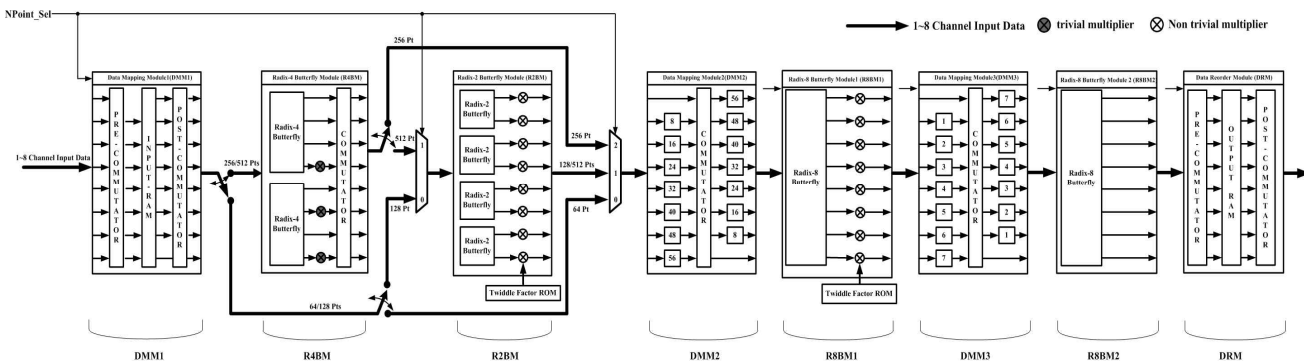 NPoint_Sel
1~8 Channel Input Data
trivial multiplier
Non trivial multiplier
256 Pt
Data Mapping Module1(DMM1)
Radix-4 Butterfly Module (R4BM)
Radix-2 Butterfly Module (R2BM)
Data Mapping Module2(DMM2)
Radix-8 Butterfly Module1 (R8BM1)
Data Mapping Module3(DMM3)
Radix-8 Butterfly Module 2 (R8BM2
Data Reorder Module (DRM)
1~8 Channel Input Data
PRE-COMMUTATOR
INPUT-RAM
POST-COMMUTATOR
256/512 Pts
64/128 Pts
Radix-4
Butterfly
Radix-4
Butterfly
COMMUTATOR
512 Pt
128 Pt
1
0
Radix-2
Butterfly
Radix-2
Butterfly
Radix-2
Butterfly
Radix-2
Butterfly
Twiddle Factor ROM
256 Pt
128/512 Pts
64 Pt
2
1
0
8
16
24
32
40
48
56
COMMUTATOR
56
48
40
32
24
16
8
Radix-8
Butterfly
Twiddle Factor ROM
1
2
3
4
5
6
7
COMMUTATOR
7
6
5
4
3
2
1
Radix-8
Butterfly
PRE-COMMUTATOR
OUTPUT RAM
POST-COMMUTATOR
DMM1
R4BM
R2BM
DMM2
R8BM1
DMM3
R8BM2
DRM